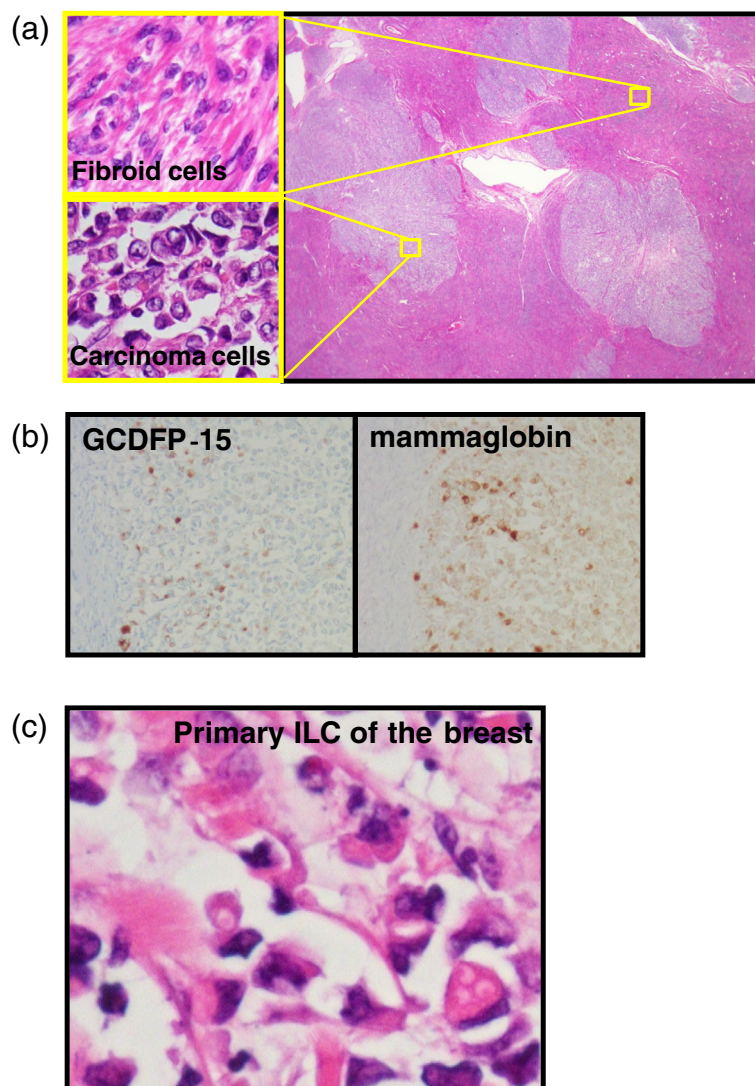 (a)
Fibroid cells
Carcinoma cells
(b)
GCDFP-15
mammaglobin
(c)
Primary ILC of the breast